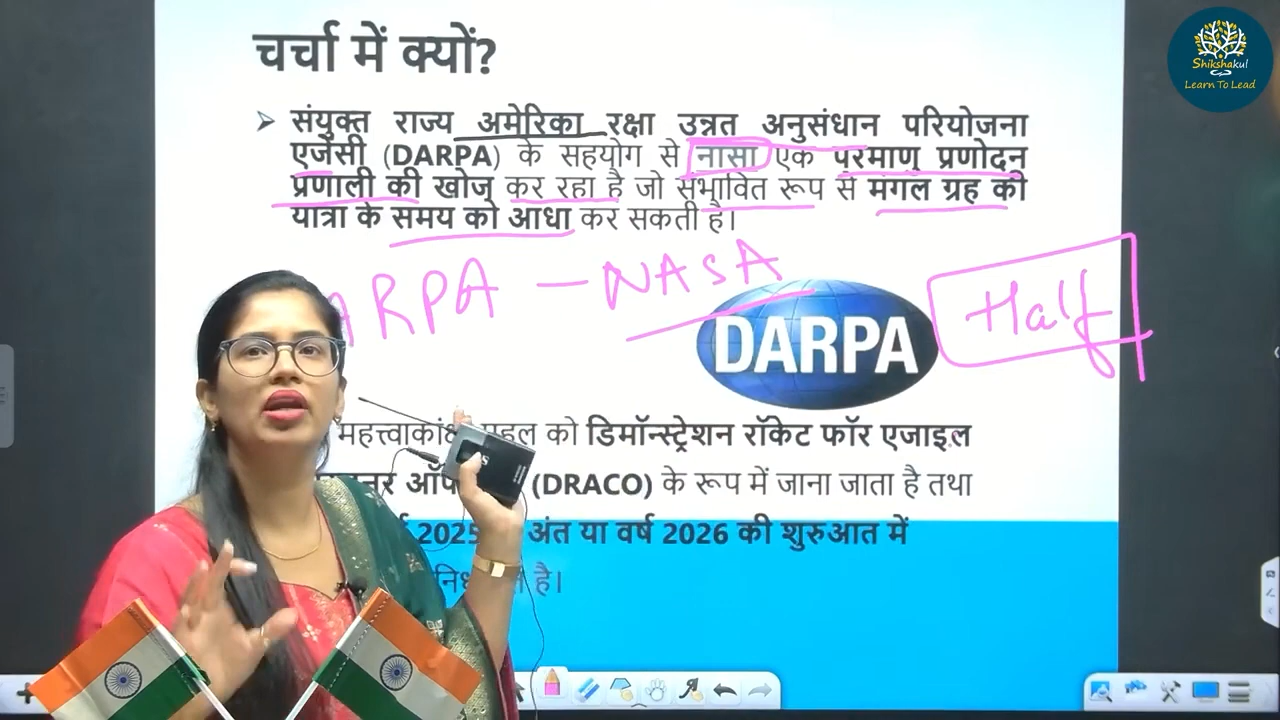 चर्चा में क्यों?
संयुक्त राज्य अमेरिका रक्षा उन्नत अनुसंधान परियोजना
एजेंसी (DARPA) के सहयोग से नासा एक परमाणु प्रणोदन
प्रणाली की खोज कर रहा है जो संभावित रूप से मंगल ग्रह की
यात्रा के समय को आधा कर सकती है।
ARPA - NASA
Half
DARPA
डिमॉन्स्ट्रेशन रॉकेट फॉर एजाइल
(DRACO) के रूप में जाना जाता है तथा
2025 अंत या वर्ष 2026 की शुरुआत में
है।
Shikshakul
Learn To Lead